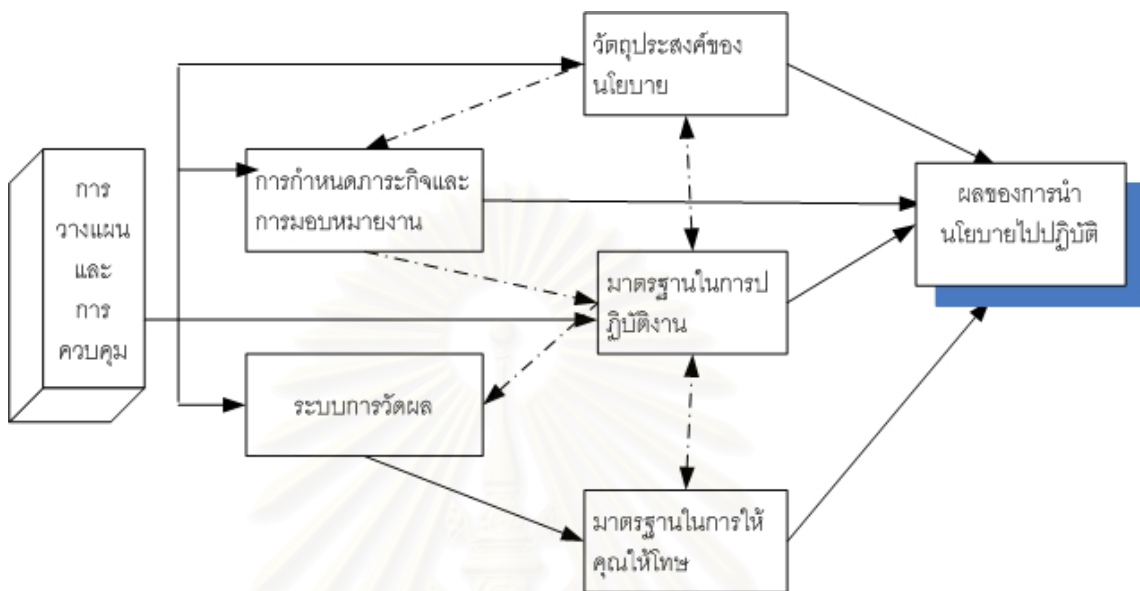 วัตถุประสงค์ของ
นโยบาย
การ
วางแผน
และ
การ
ควบคุม
การกำหนดภาระกิจและ
การมอบหมายงาน
ผลของการนำ
นโยบายไปปฏิบัติ
มาตรฐานในการป
ฏิบัติงาน
ระบบการวัดผล
มาตรฐานในการให้
คุณให้โทษ